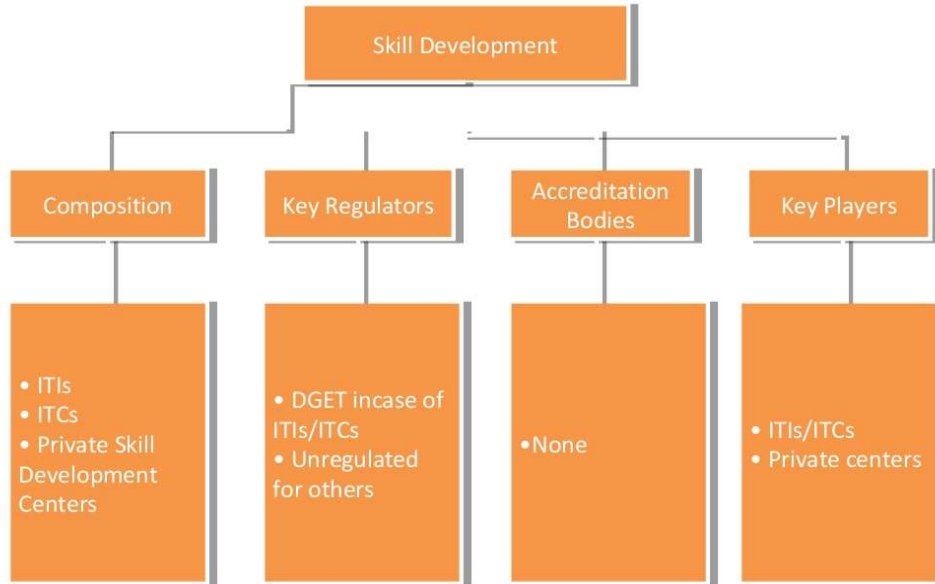 Skill Development
Composition
Key Regulators
Accreditation
Bodies
Key Players
• ITIs
• ITCs
• Private Skill
Development
Centers
• DGET incase of
ITIs/ITCs
• Unregulated
for others
•None
• ITIs/ITCs
• Private centers